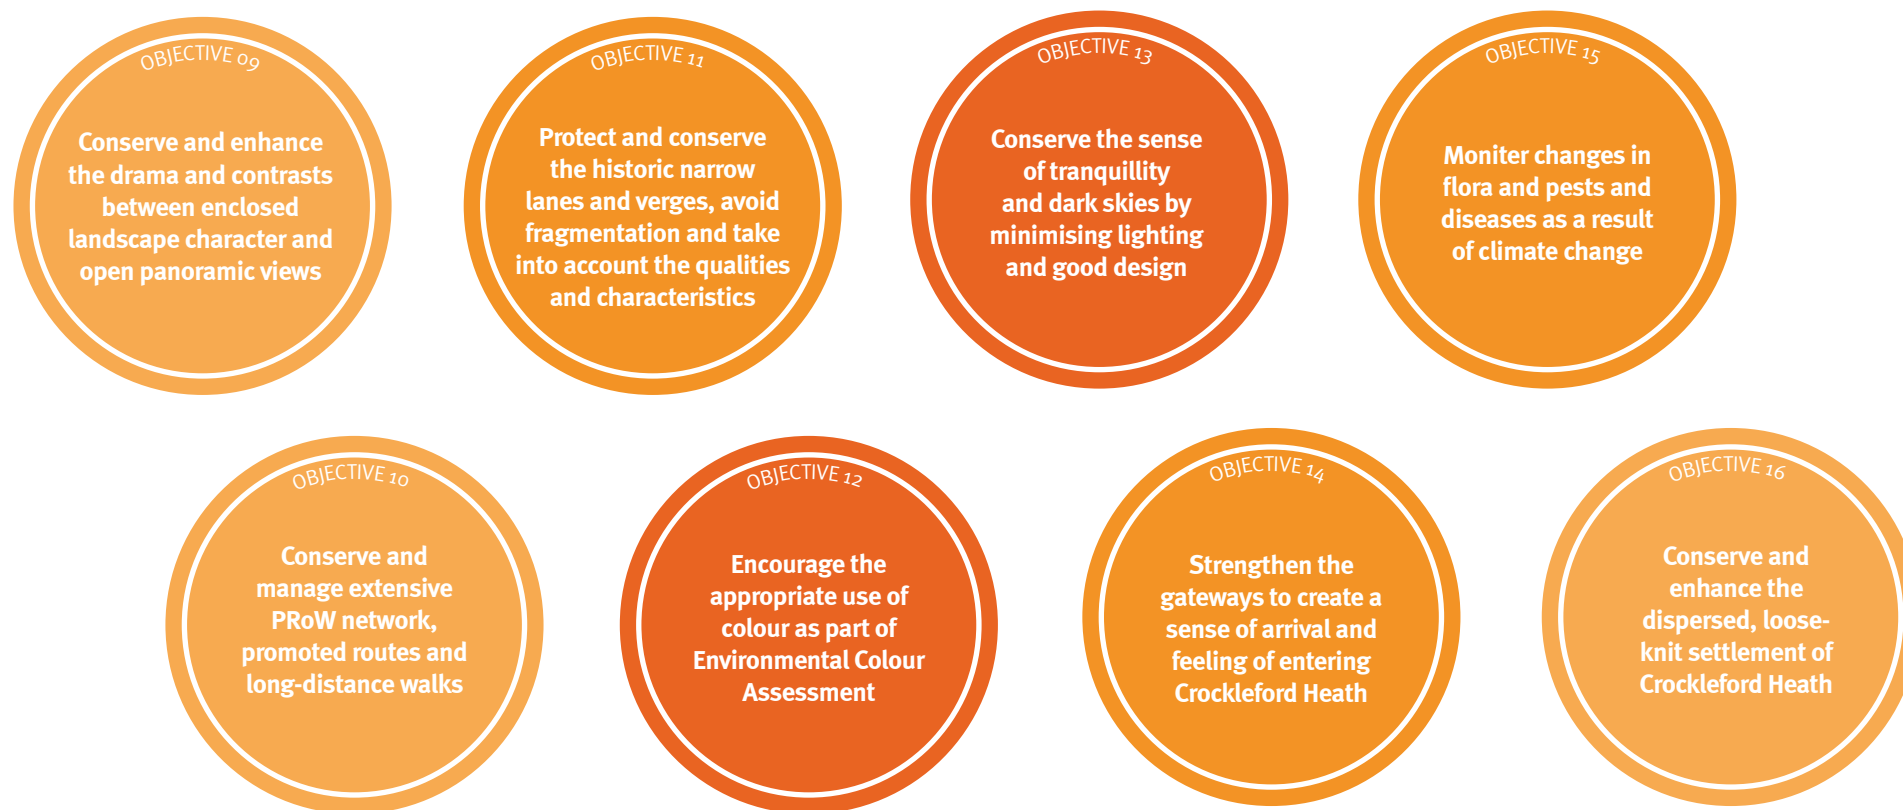 OBJECTIVE 09
Conserve and enhance
the drama and contrasts
between enclosed
landscape character and
open panoramic views
OBJECTIVE 11
Protect and conserve
the historic narrow
lanes and verges, avoid
fragmentation and take
into account the qualities
and characteristics
OBJECTIVE 13
Conserve the sense
of tranquillity
and dark skies by
minimising lighting
and good design
OBJECTIVE 15
Moniter changes in
flora and pests and
diseases as a result
of climate change
OBJECTIVE 10
Conserve and
manage extensive
PRoW network,
promoted routes and
long-distance walks
OBJECTIVE 12
Encourage the
appropriate use of
colour as part of
Environmental Colour
Assessment
OBJECTIVE 14
Strengthen the
gateways to create a
sense of arrival and
feeling of entering
Crockleford Heath
OBJECTIVE 16
Conserve and
enhance the
dispersed, loose-
knit settlement of
Crockleford Heath